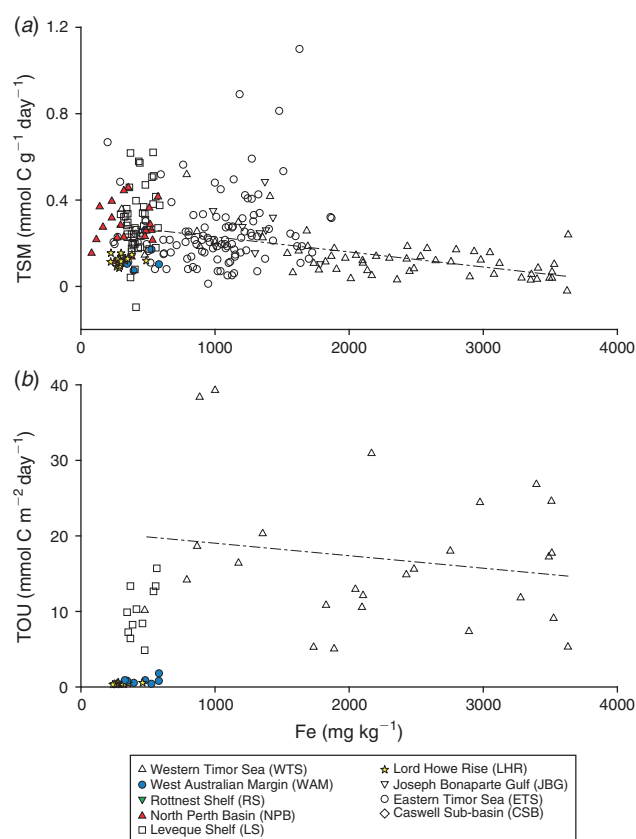 (a)
1.2
0.8
0.4
0
TSM (mmol C g−1 day−1)
0 1000 2000 3000 4000
(b)
40
30
20
10
0
TOU (mmol C m−2 day−1)
0 1000 2000 3000 4000
Fe (mg kg−1)
Western Timor Sea (WTS)
West Australian Margin (WAM)
Rottnest Shelf (RS)
North Perth Basin (NPB)
Leveque Shelf (LS)
Lord Howe Rise (LHR)
Joseph Bonaparte Gulf (JBG)
Eastern Timor Sea (ETS)
Caswell Sub-basin (CSB)